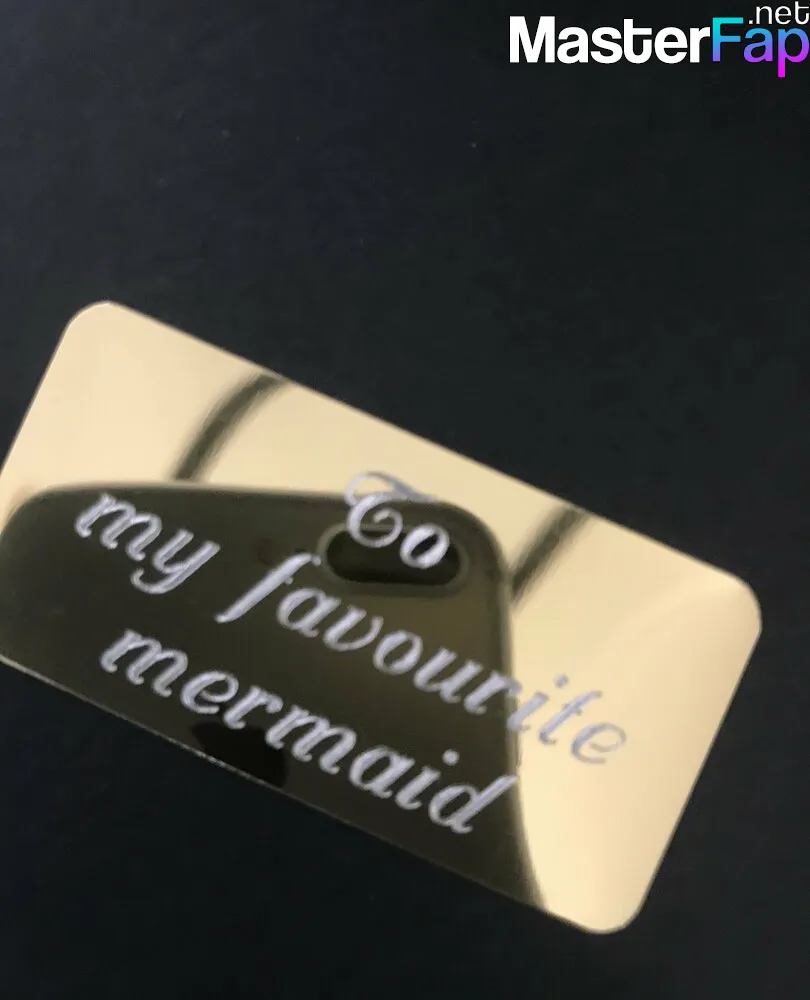 .net
MasterFap
To
my favourite
mermaid